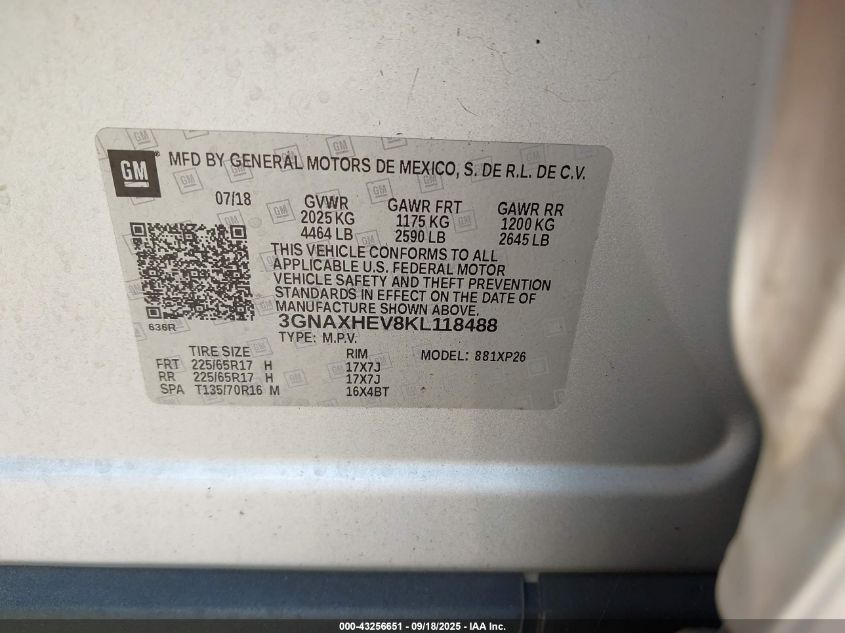 GM
MFD BY GENERAL MOTORS DE MEXICO, S. DE R.L. DE C.V.
07/18 GVWR GAWR FRT GAWR RR
2025 KG 1175 KG 1200 KG
4464 LB 2590 LB 2645 LB
THIS VEHICLE CONFORMS TO ALL
APPLICABLE U.S. FEDERAL MOTOR
VEHICLE SAFETY AND THEFT PREVENTION
STANDARDS IN EFFECT ON THE DATE OF
MANUFACTURE SHOWN ABOVE.
636R 3GNAXHEV8KL118488
TYPE: M.P.V.
TIRE SIZE RIM MODEL: 881XP26
FRT 225/65R17 H 17X7J
RR 225/65R17 H 17X7J
SPA T135/70R16 M 16X4BT
000-43256651 - 09/18/2025 - IAA Inc.